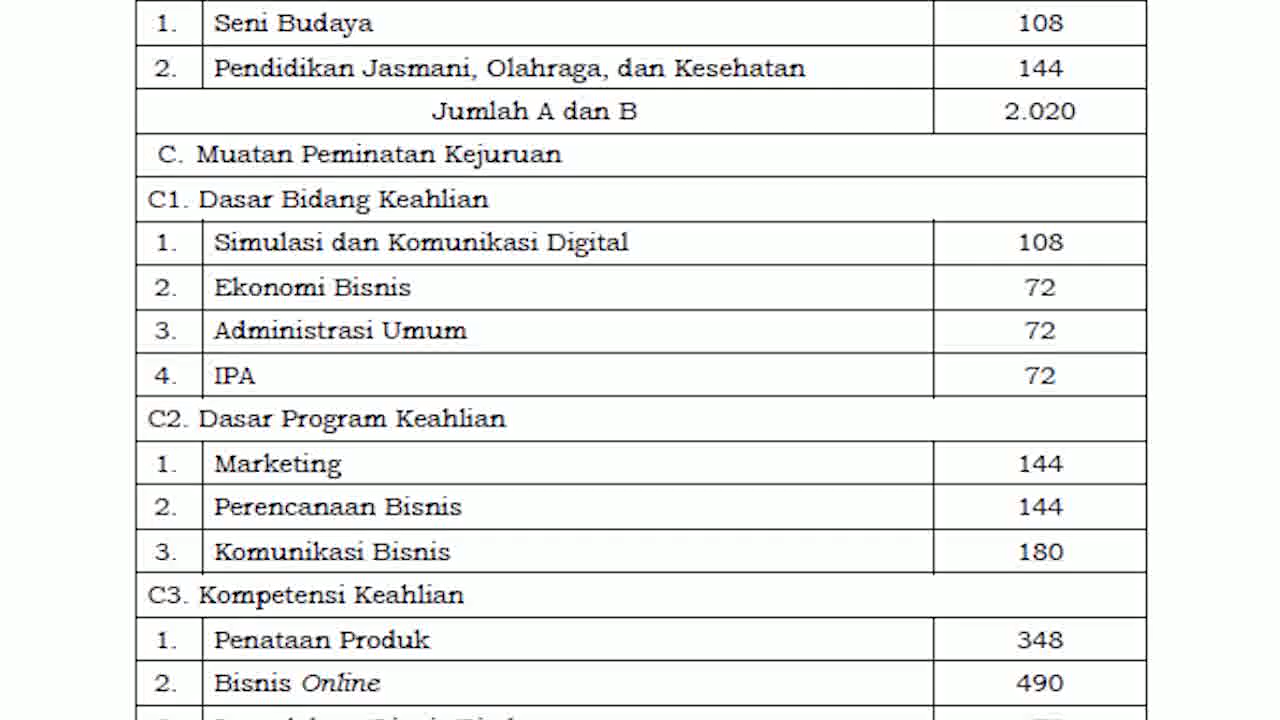 1. Seni Budaya 108
2. Pendidikan Jasmani, Olahraga, dan Kesehatan 144
Jumlah A dan B 2.020
C. Muatan Peminatan Kejuruan
C1. Dasar Bidang Keahlian
1. Simulasi dan Komunikasi Digital 108
2. Ekonomi Bisnis 72
3. Administrasi Umum 72
4. IPA 72
C2. Dasar Program Keahlian
1. Marketing 144
2. Perencanaan Bisnis 144
3. Komunikasi Bisnis 180
C3. Kompetensi Keahlian
1. Penataan Produk 348
2. Bisnis Online 490